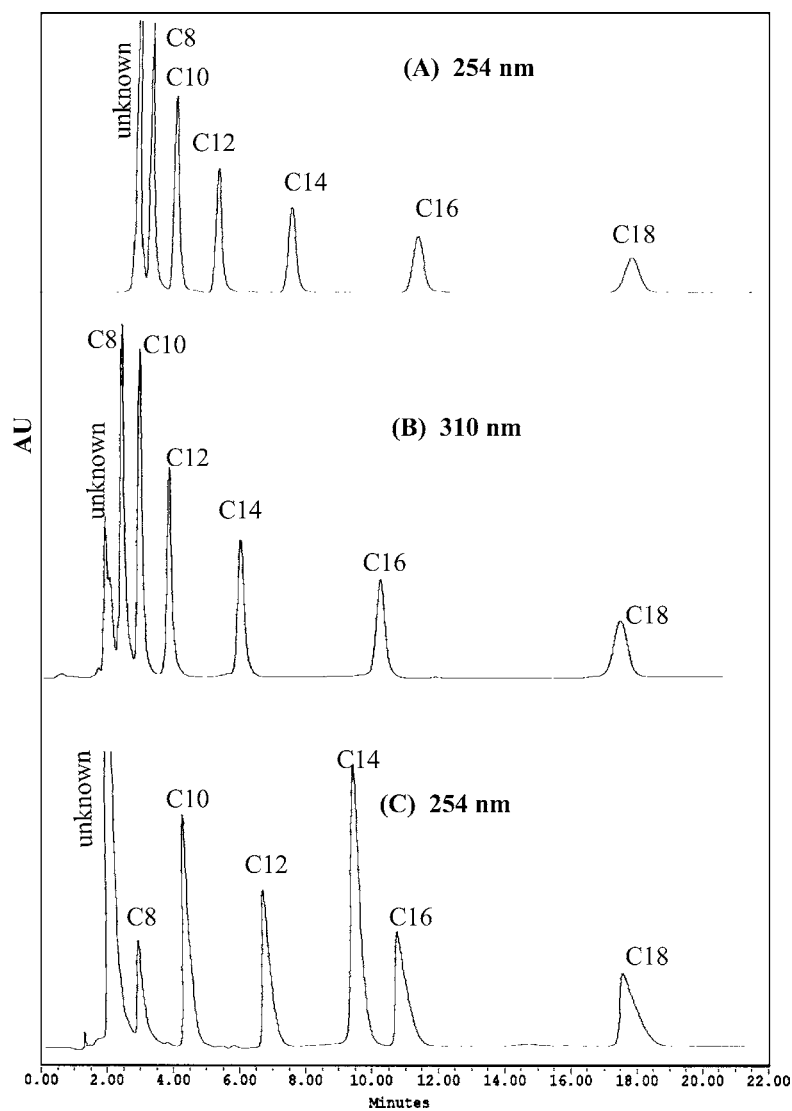 unknown
C8
C10
C12
C14
C16
C18
(A) 254 nm
unknown
C8
C10
C12
C14
C16
C18
(B) 310 nm
AU
unknown
C8
C10
C12
C14
C16
C18
(C) 254 nm
0.00 2.00 4.00 6.00 8.00 10.00 12.00 14.00 16.00 18.00 20.00 22.00
Minutes